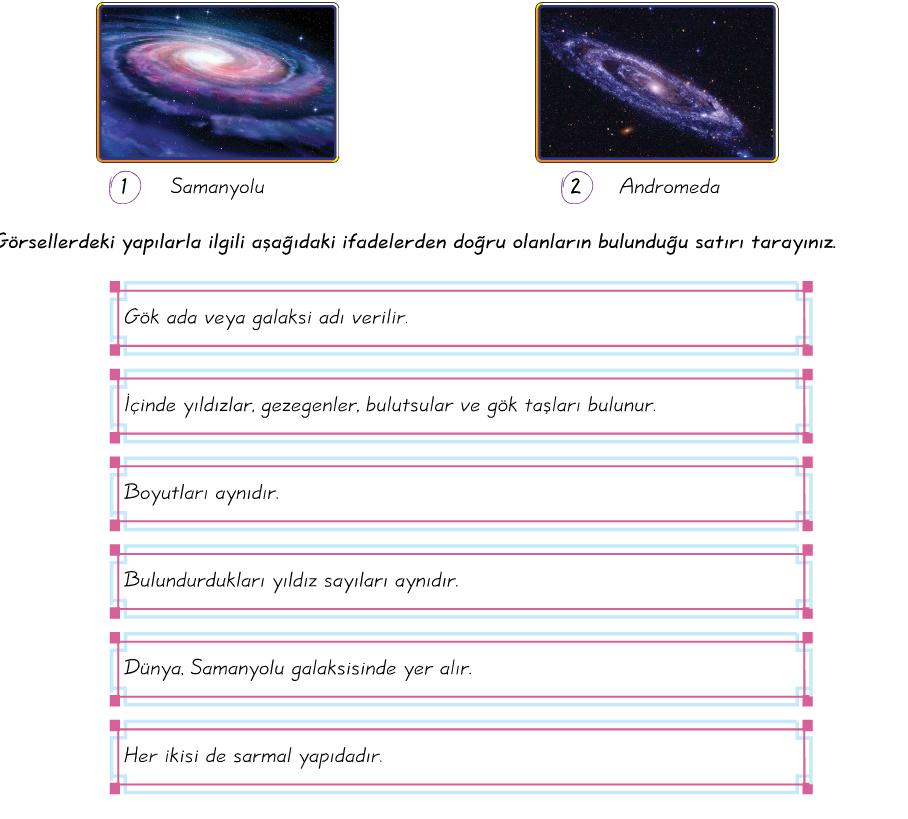 1 Samanyolu
2 Andromeda
Görsellerdeki yapılarla ilgili aşağıdaki ifadelerden doğru olanların bulunduğu satırı tarayınız.
Gök ada veya galaksi adı verilir.
İçinde yıldızlar, gezegenler, bulutsular ve gök taşları bulunur.
Boyutları aynıdır.
Bulundurdukları yıldız sayıları aynıdır.
Dünya, Samanyolu galaksisinde yer alır.
Her ikisi de sarmal yapıdadır.